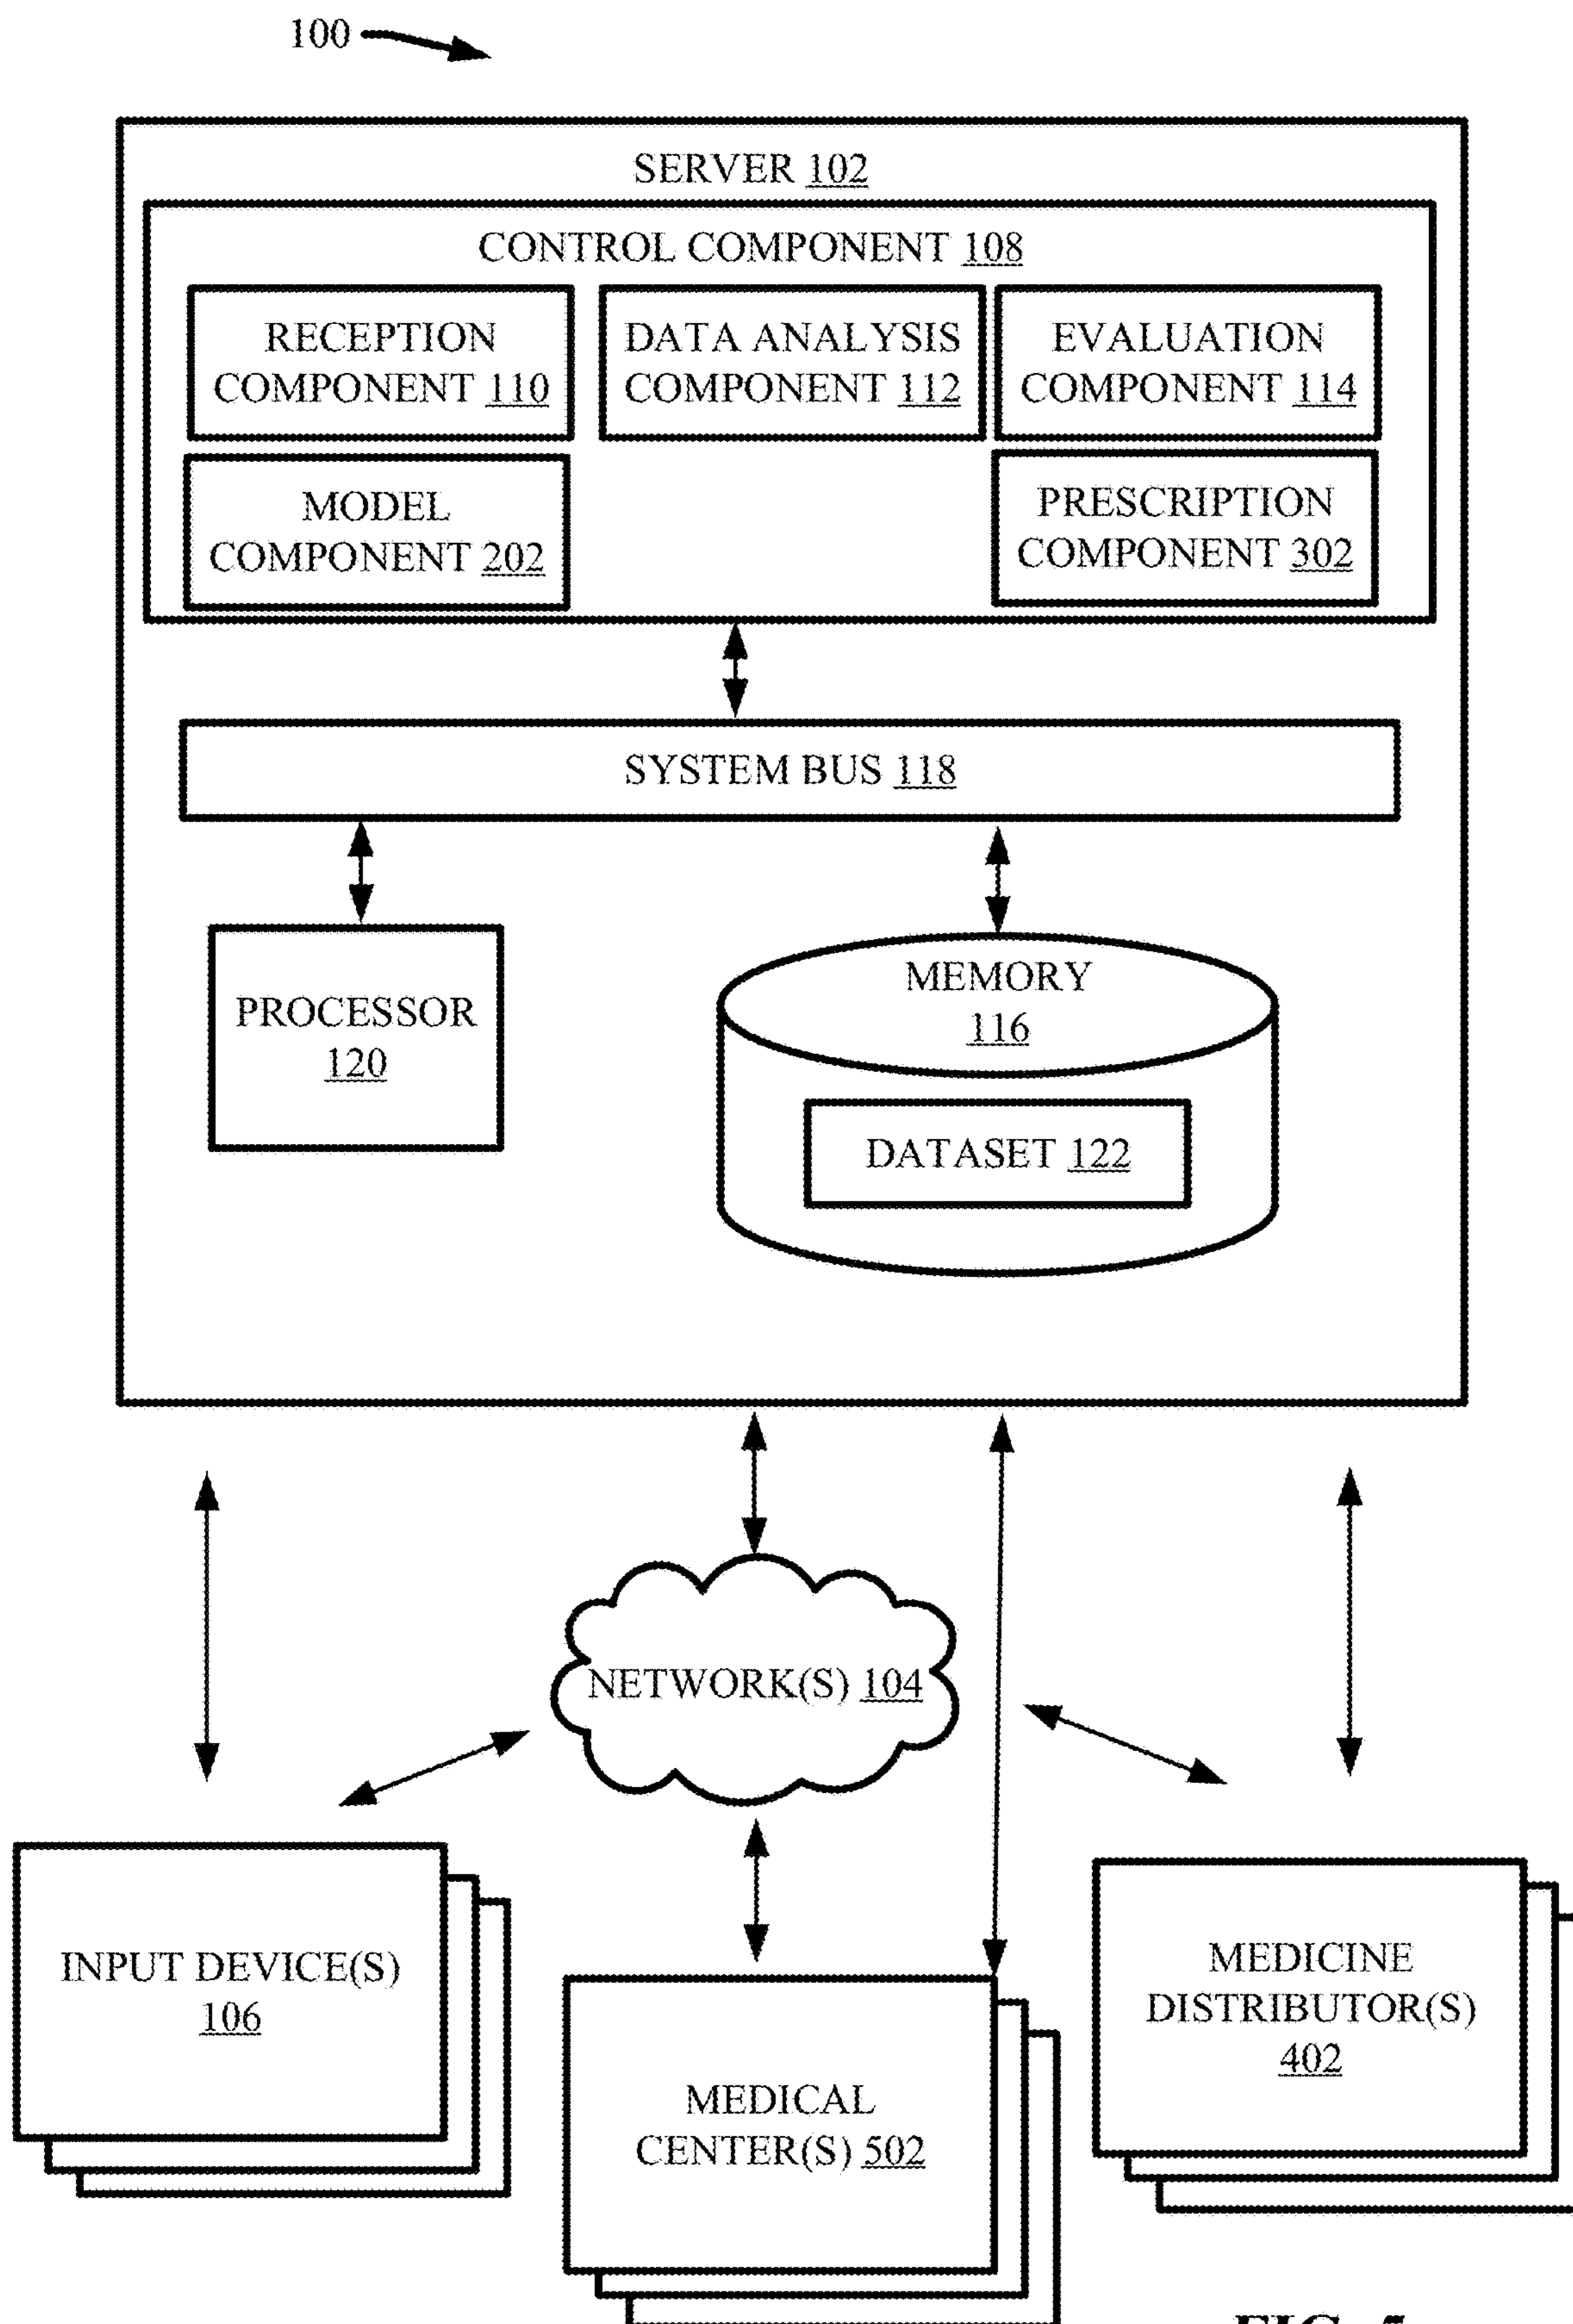 100
SERVER 102
CONTROL COMPONENT 108
RECEPTION
COMPONENT 110
DATA ANALYSIS
COMPONENT 112
EVALUATION
COMPONENT 114
MODEL
COMPONENT 202
PRESCRIPTION
COMPONENT 302
SYSTEM BUS 118
PROCESSOR
120
MEMORY
116
DATASET 122
NETWORK(S) 104
INPUT DEVICE(S)
106
MEDICAL
CENTER(S) 502
MEDICINE
DISTRIBUTOR(S)
402